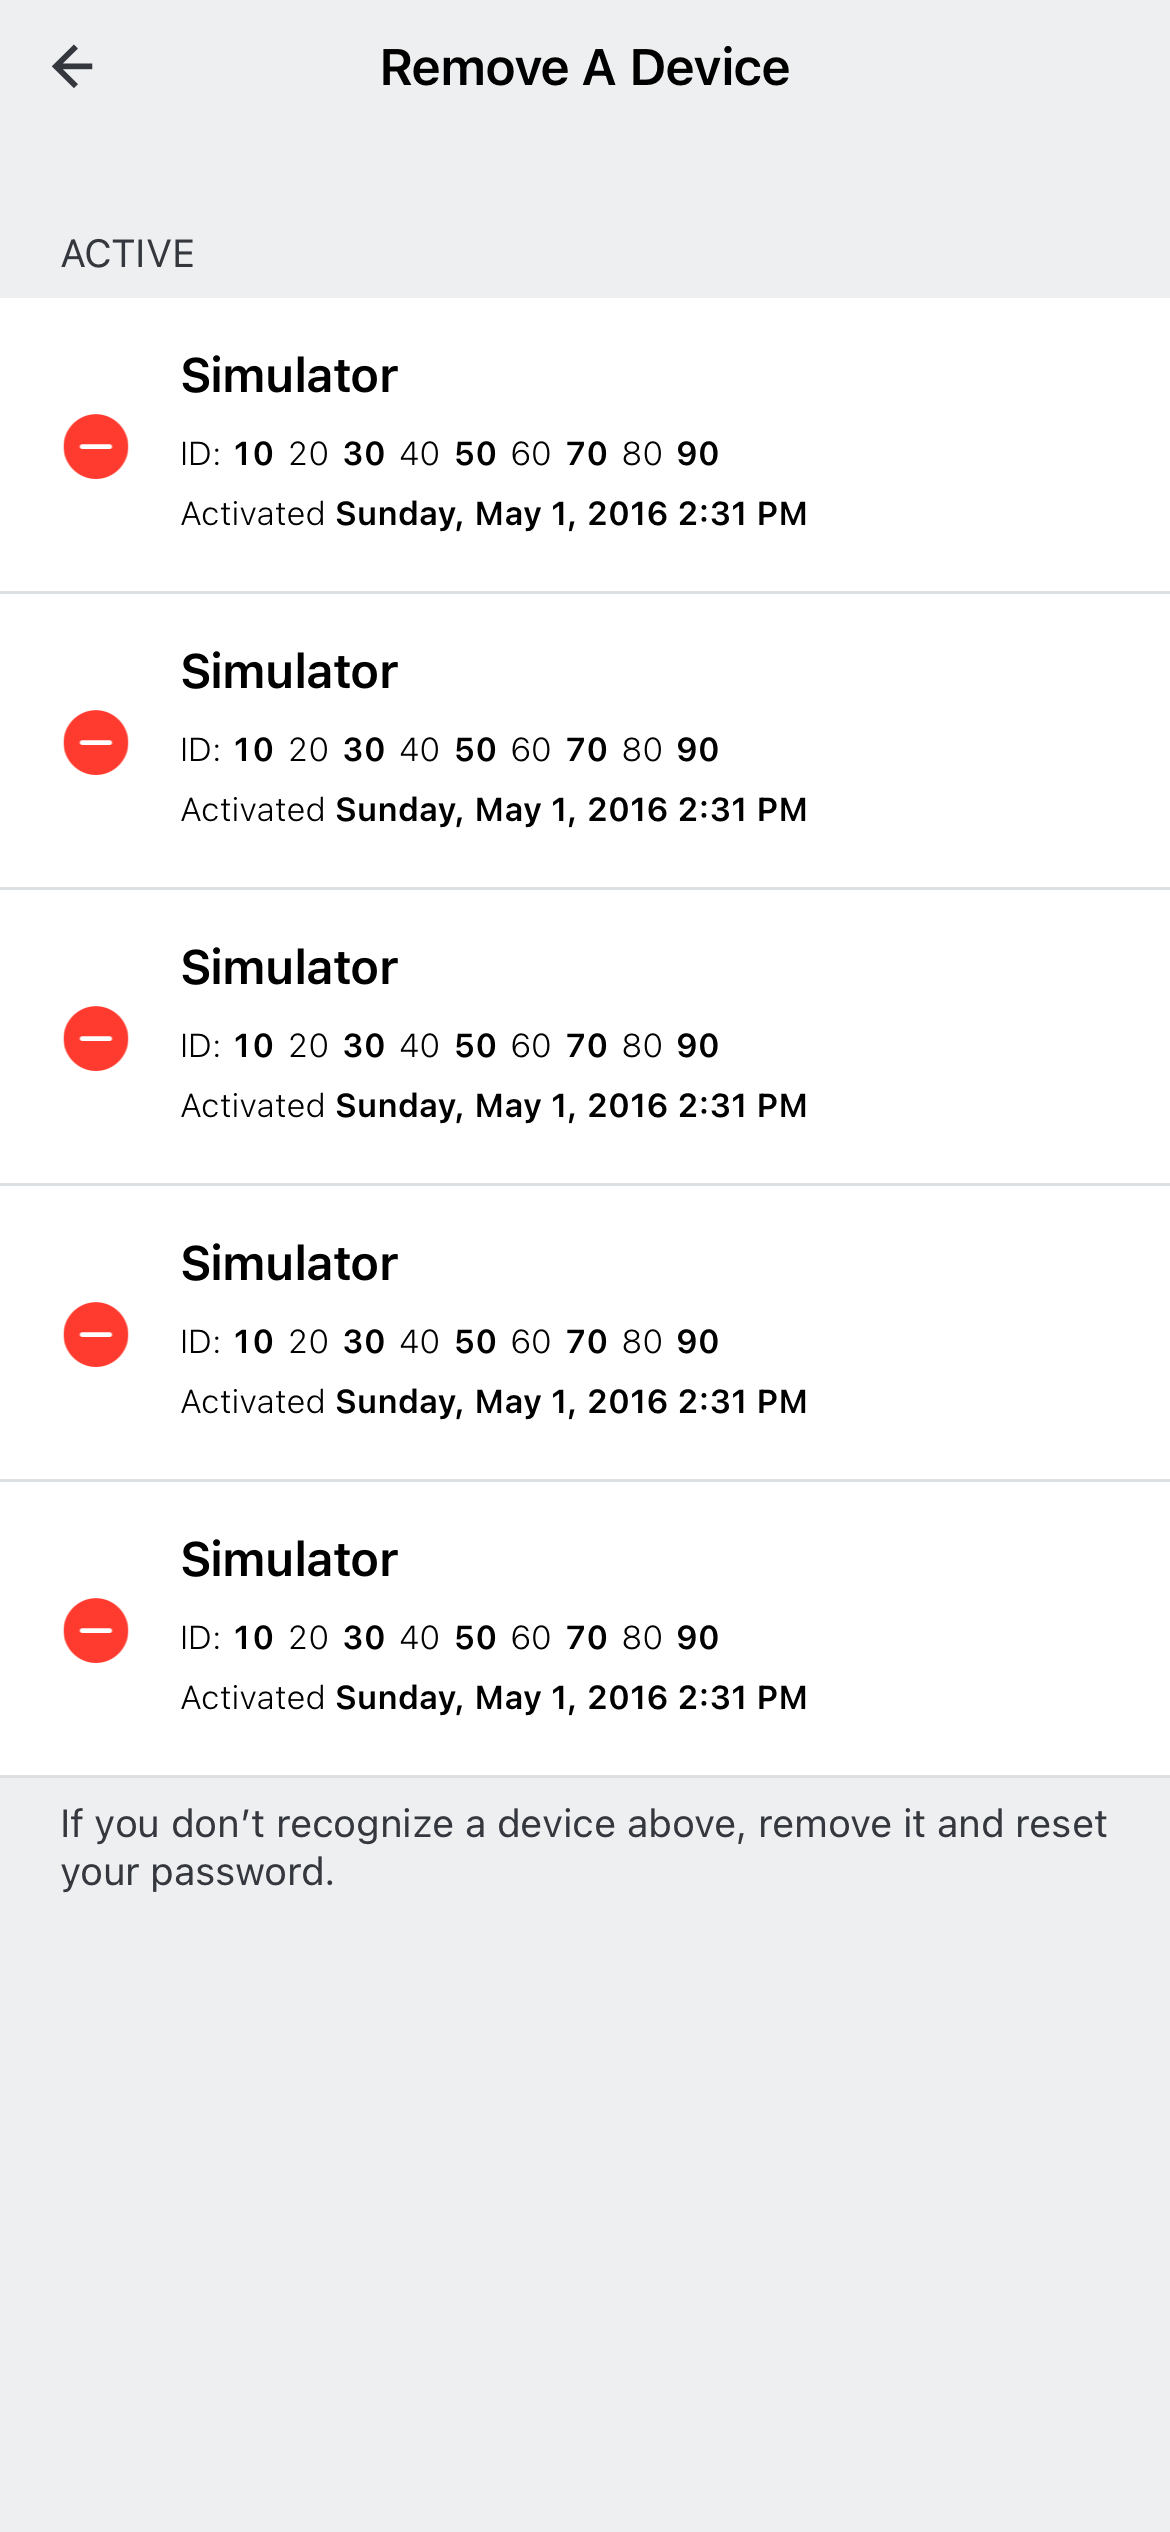 Remove A Device
ACTIVE
Simulator
ID: 10 20 30 40 50 60 70 80 90
Activated Sunday, May 1, 2016 2:31 PM
Simulator
ID: 10 20 30 40 50 60 70 80 90
Activated Sunday, May 1, 2016 2:31 PM
Simulator
ID: 10 20 30 40 50 60 70 80 90
Activated Sunday, May 1, 2016 2:31 PM
Simulator
ID: 10 20 30 40 50 60 70 80 90
Activated Sunday, May 1, 2016 2:31 PM
Simulator
ID: 10 20 30 40 50 60 70 80 90
Activated Sunday, May 1, 2016 2:31 PM
If you don’t recognize a device above, remove it and reset
your password.